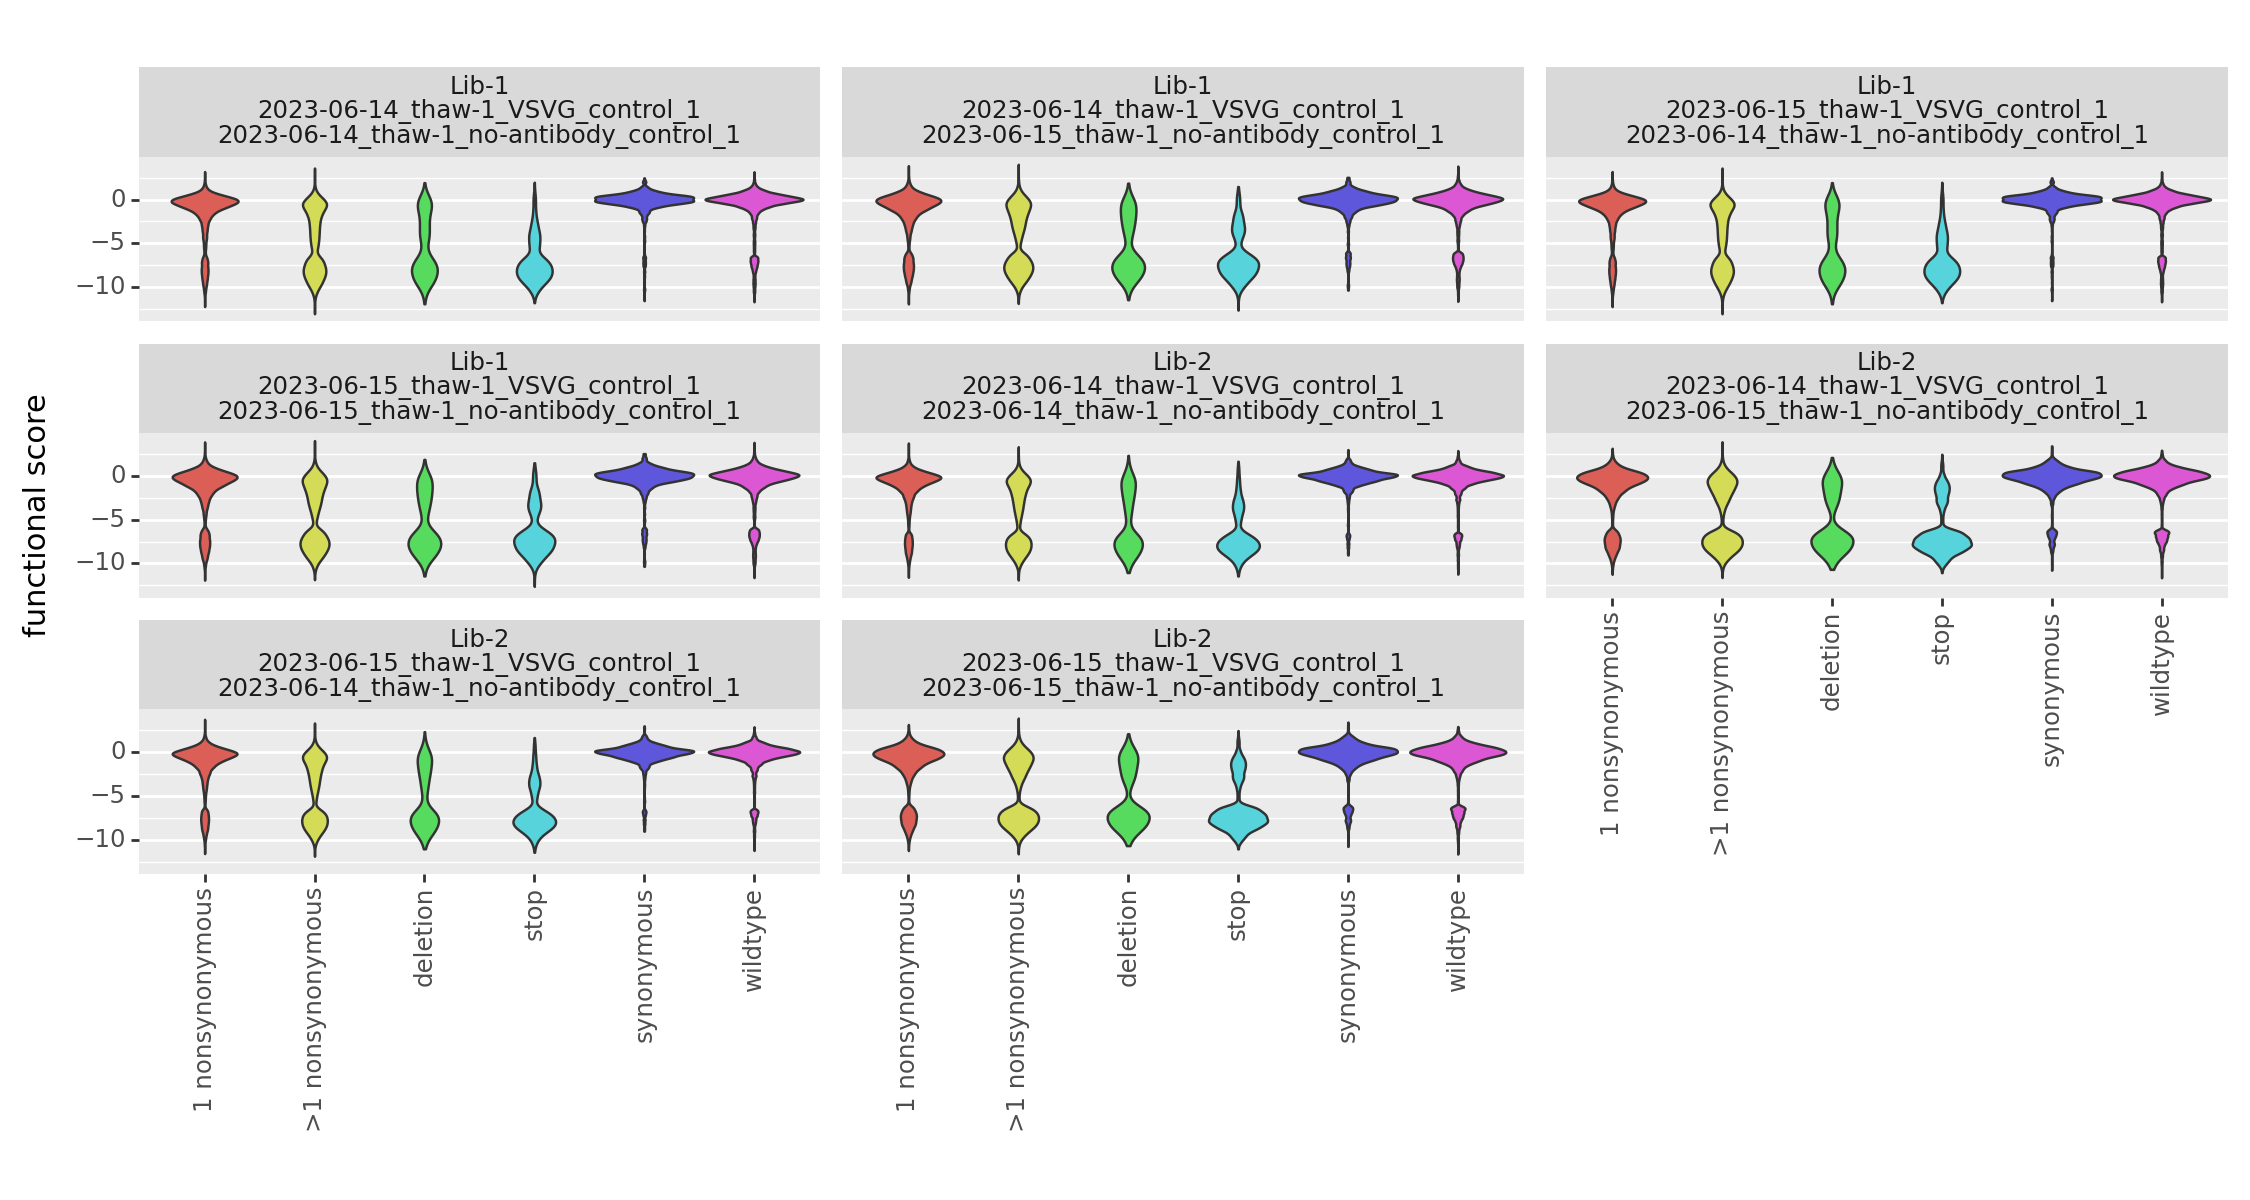 Lib-1
2023-06-14_thaw-1_VSVG_control_1
2023-06-14_thaw-1_no-antibody_control_1
Lib-1
2023-06-14_thaw-1_VSVG_control_1
2023-06-15_thaw-1_no-antibody_control_1
Lib-1
2023-06-15_thaw-1_VSVG_control_1
2023-06-14_thaw-1_no-antibody_control_1
0
−5
−10
Lib-1
2023-06-15_thaw-1_VSVG_control_1
2023-06-15_thaw-1_no-antibody_control_1
Lib-2
2023-06-14_thaw-1_VSVG_control_1
2023-06-14_thaw-1_no-antibody_control_1
Lib-2
2023-06-14_thaw-1_VSVG_control_1
2023-06-15_thaw-1_no-antibody_control_1
functional score
0
−5
−10
1 nonsynonymous
>1 nonsynonymous
deletion
stop
synonymous
wildtype
Lib-2
2023-06-15_thaw-1_VSVG_control_1
2023-06-14_thaw-1_no-antibody_control_1
Lib-2
2023-06-15_thaw-1_VSVG_control_1
2023-06-15_thaw-1_no-antibody_control_1
0
−5
−10
1 nonsynonymous
>1 nonsynonymous
deletion
stop
synonymous
wildtype
1 nonsynonymous
>1 nonsynonymous
deletion
stop
synonymous
wildtype